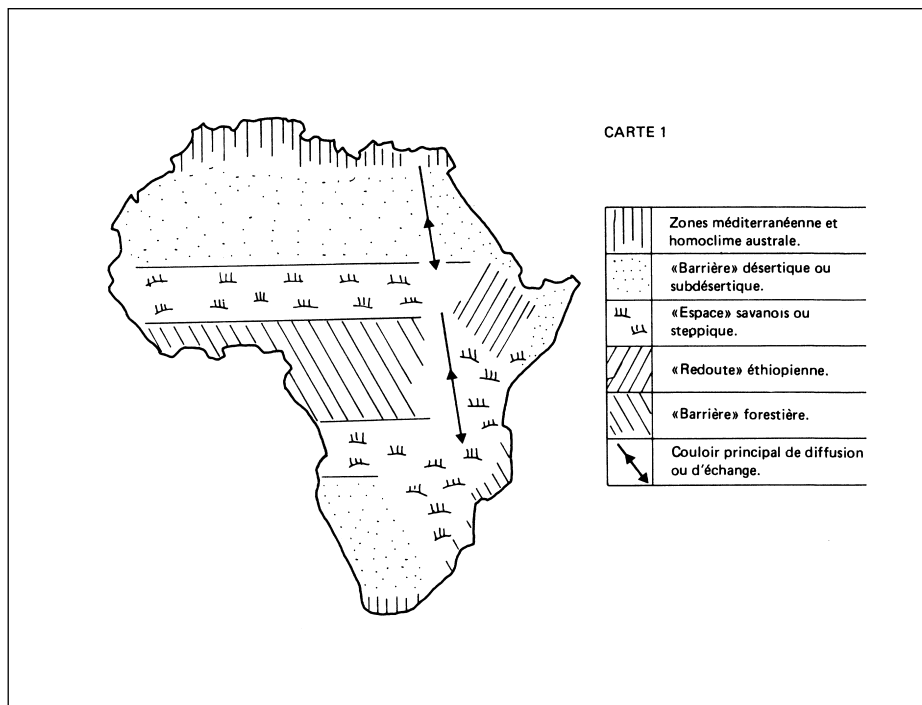 CARTE 1
Zones méditerranéenne et
homoclime australe.
«Barrière» désertique ou
subdésertique.
«Espace» savanois ou
steppique.
«Redoute» éthiopienne.
«Barrière» forestière.
Couloir principal de diffusion
ou d'échange.